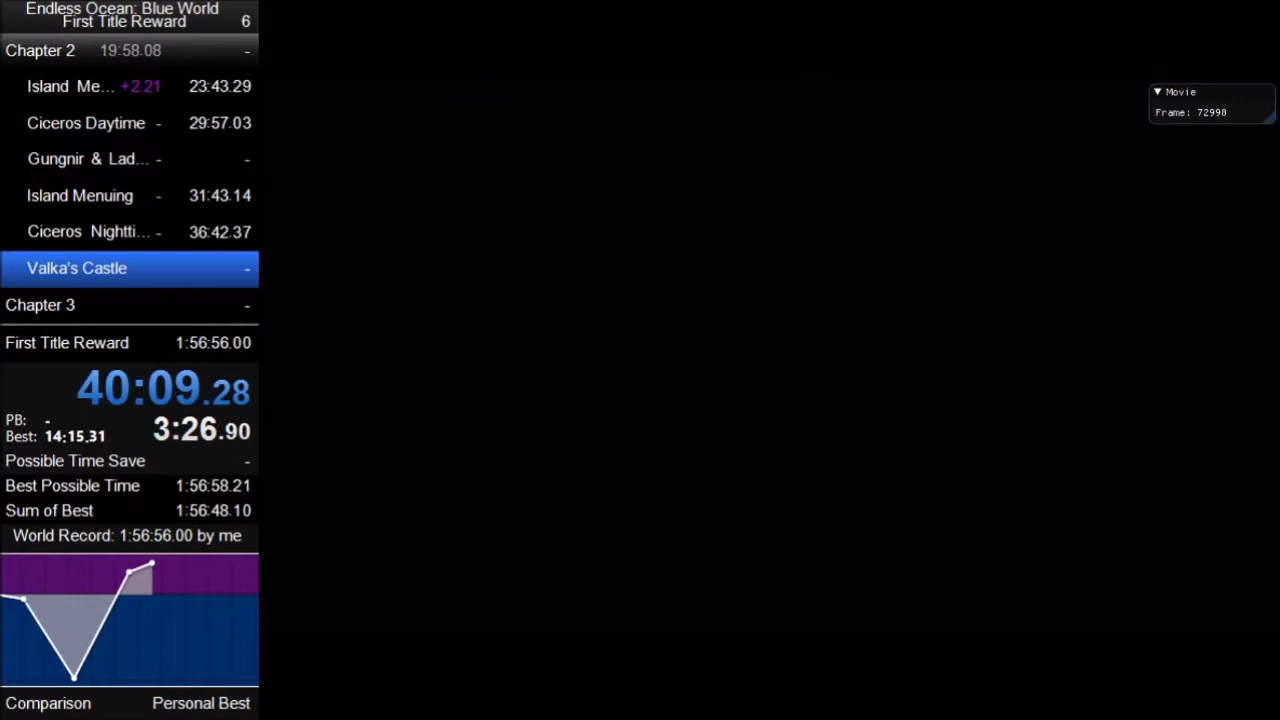 Endless Ocean: Blue World
First Title Reward 6
Chapter 2 19:58.08 -
Island Me... +2.21 23:43.29
Ciceros Daytime - 29:57.03
Gungnir & Lad... - -
Island Menuing - 31:43.14
Ciceros Nightti... - 36:42.37
Valka's Castle -
Chapter 3 -
First Title Reward 1:56:56.00
40:09.28
PB: -
Best: 14:15.31 3:26.90
Possible Time Save -
Best Possible Time 1:56:58.21
Sum of Best 1:56:48.10
World Record: 1:56:56.00 by me
Comparison Personal Best
▼ Movie
Frame: 72998